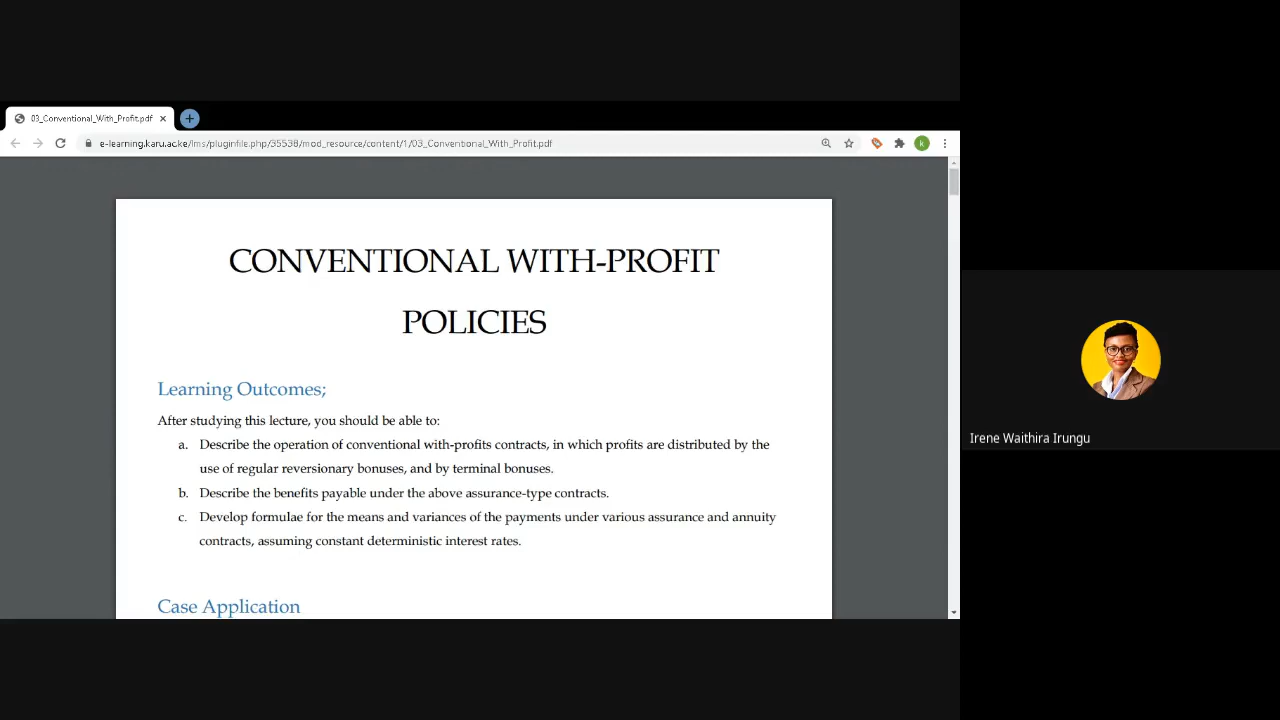 03_Conventional_With_Profit.pdf
e-learning.karu.ac.ke/lms/pluginfile.php/35538/mod_resource/content/1/03_Conventional_With_Profit.pdf
k
CONVENTIONAL WITH-PROFIT
POLICIES
Learning Outcomes;
After studying this lecture, you should be able to:
a. Describe the operation of conventional with-profits contracts, in which profits are distributed by the
use of regular reversionary bonuses, and by terminal bonuses.
b. Describe the benefits payable under the above assurance-type contracts.
c. Develop formulae for the means and variances of the payments under various assurance and annuity
contracts, assuming constant deterministic interest rates.
Case Application
Irene Waithira Irungu